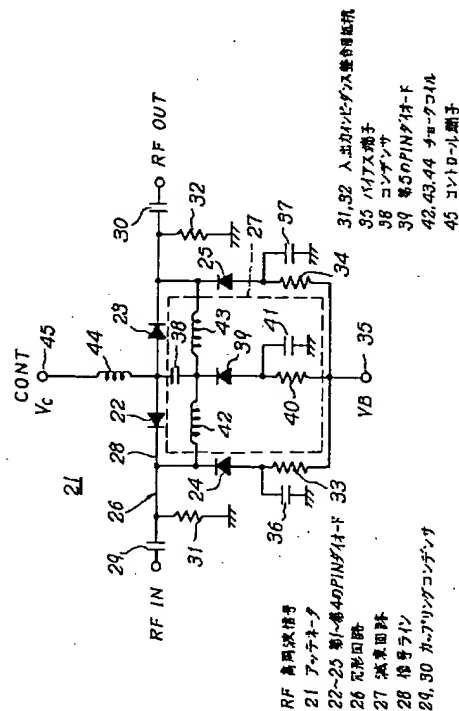 21
CONT
Vc
45
44
RF IN
29
26
28
22
23
30
RF OUT
31
32
38
27
42
43
24
39
25
36
33
41
40
37
34
VB
35
RF 高周波信号
21 アッテネータ
22~25 第1~第4のPINダイオード
26 π形回路
27 減衰回路
28 信号ライン
29,30 カップリングコンデンサ
31,32 入出力インピーダンス整合用抵抗
35 バイアス端子
38 コンデンサ
39 第5のPINダイオード
42,43,44 チョークコイル
45 コントロール端子